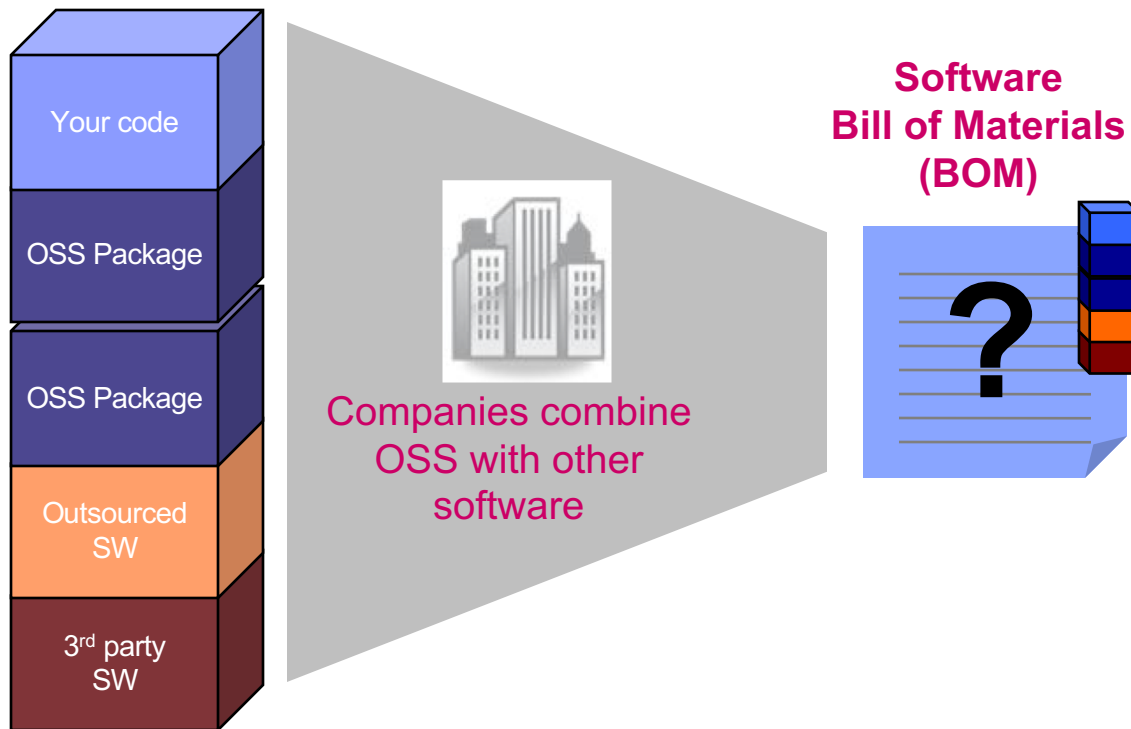 Your code
OSS Package
OSS Package
Outsourced
SW
3rd party
SW
Companies combine
OSS with other
software
Software
Bill of Materials
(BOM)
?